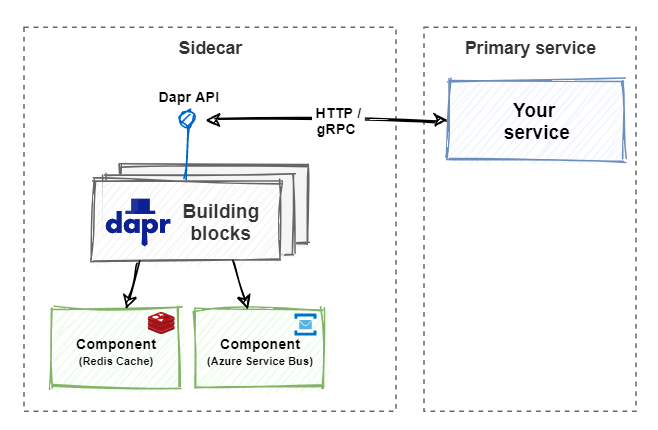 Sidecar
Primary service
Dapr API
HTTP /
gRPC
Your
service
dapr
Building
blocks
Component
(Redis Cache)
Component
(Azure Service Bus)